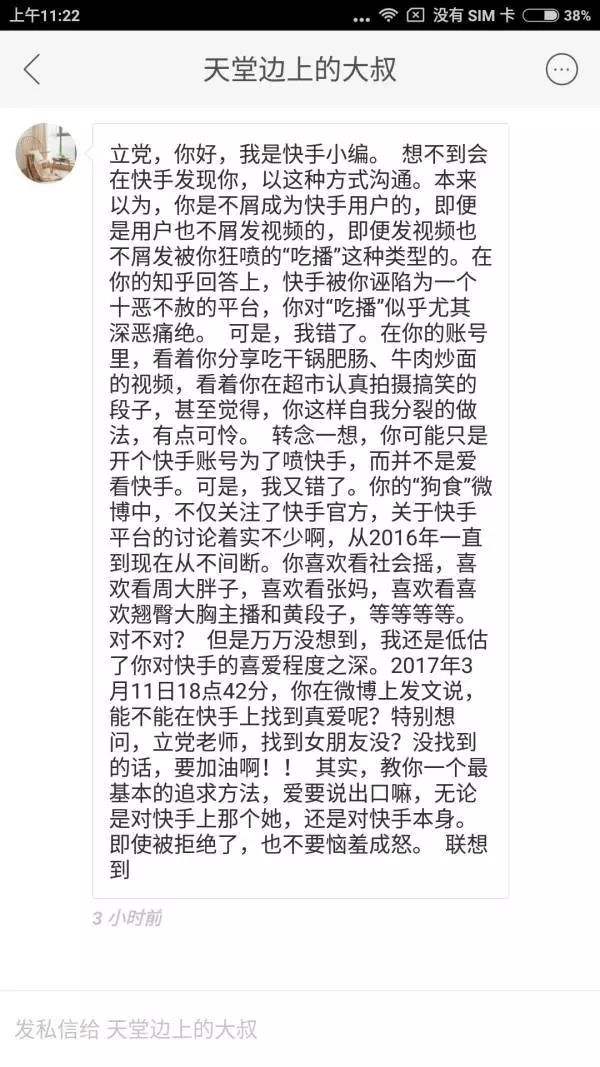 上午11:22
... 没有 SIM 卡 38%
天堂边上的大叔
立党，你好，我是快手小编。 想不到会
在快手发现你，以这种方式沟通。本来
以为，你是不屑成为快手用户的，即便
是用户也不屑发视频的，即便发视频也
不屑发被你狂喷的“吃播”这种类型的。在
你的知乎回答上，快手被你诬陷为一个
十恶不赦的平台，你对“吃播”似乎尤其
深恶痛绝。 可是，我错了。在你的账号
里，看着你分享吃干锅肥肠、牛肉炒面
的视频，看着你在超市认真拍摄搞笑的
段子，甚至觉得，你这样自我分裂的做
法，有点可怜。 转念一想，你可能只是
开个快手账号为了喷快手，而并不是爱
看快手。可是，我又错了。你的“狗食”微
博中，不仅关注了快手官方，关于快手
平台的讨论着实不少啊，从2016年一直
到现在从不间断。你喜欢看社会摇，喜
欢看周大胖子，喜欢看张妈，喜欢看喜
欢翘臀大胸主播和黄段子，等等等等。
对不对？ 但是万万没想到，我还是低估
了你对快手的喜爱程度之深。2017年3
月11日18点42分，你在微博上发文说，
能不能在快手上找到真爱呢？特别想
问，立党老师，找到女朋友没？没找到
的话，要加油啊！！ 其实，教你一个最
基本的追求方法，爱要说出口嘛，无论
是对快手上那个她，还是对快手本身。
即使被拒绝了，也不要恼羞成怒。 联想
到
3 小时前
发私信给 天堂边上的大叔